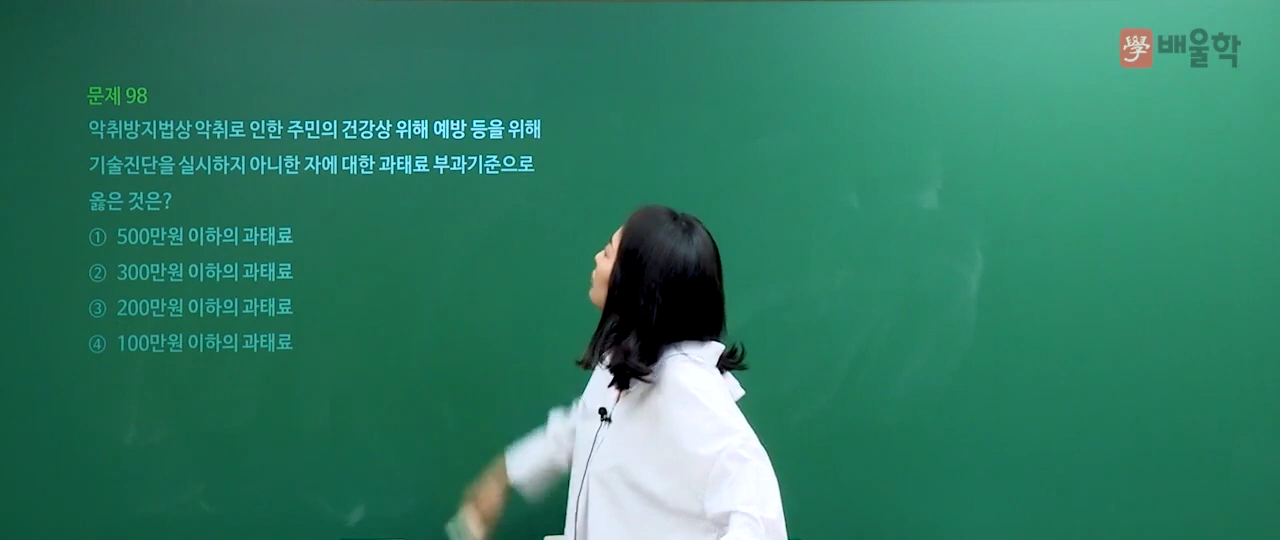 學 배울학
문제 98
악취방지법상 악취로 인한 주민의 건강상 위해 예방 등을 위해
기술진단을 실시하지 아니한 자에 대한 과태료 부과기준으로
옳은 것은?
① 500만원 이하의 과태료
② 300만원 이하의 과태료
③ 200만원 이하의 과태료
④ 100만원 이하의 과태료